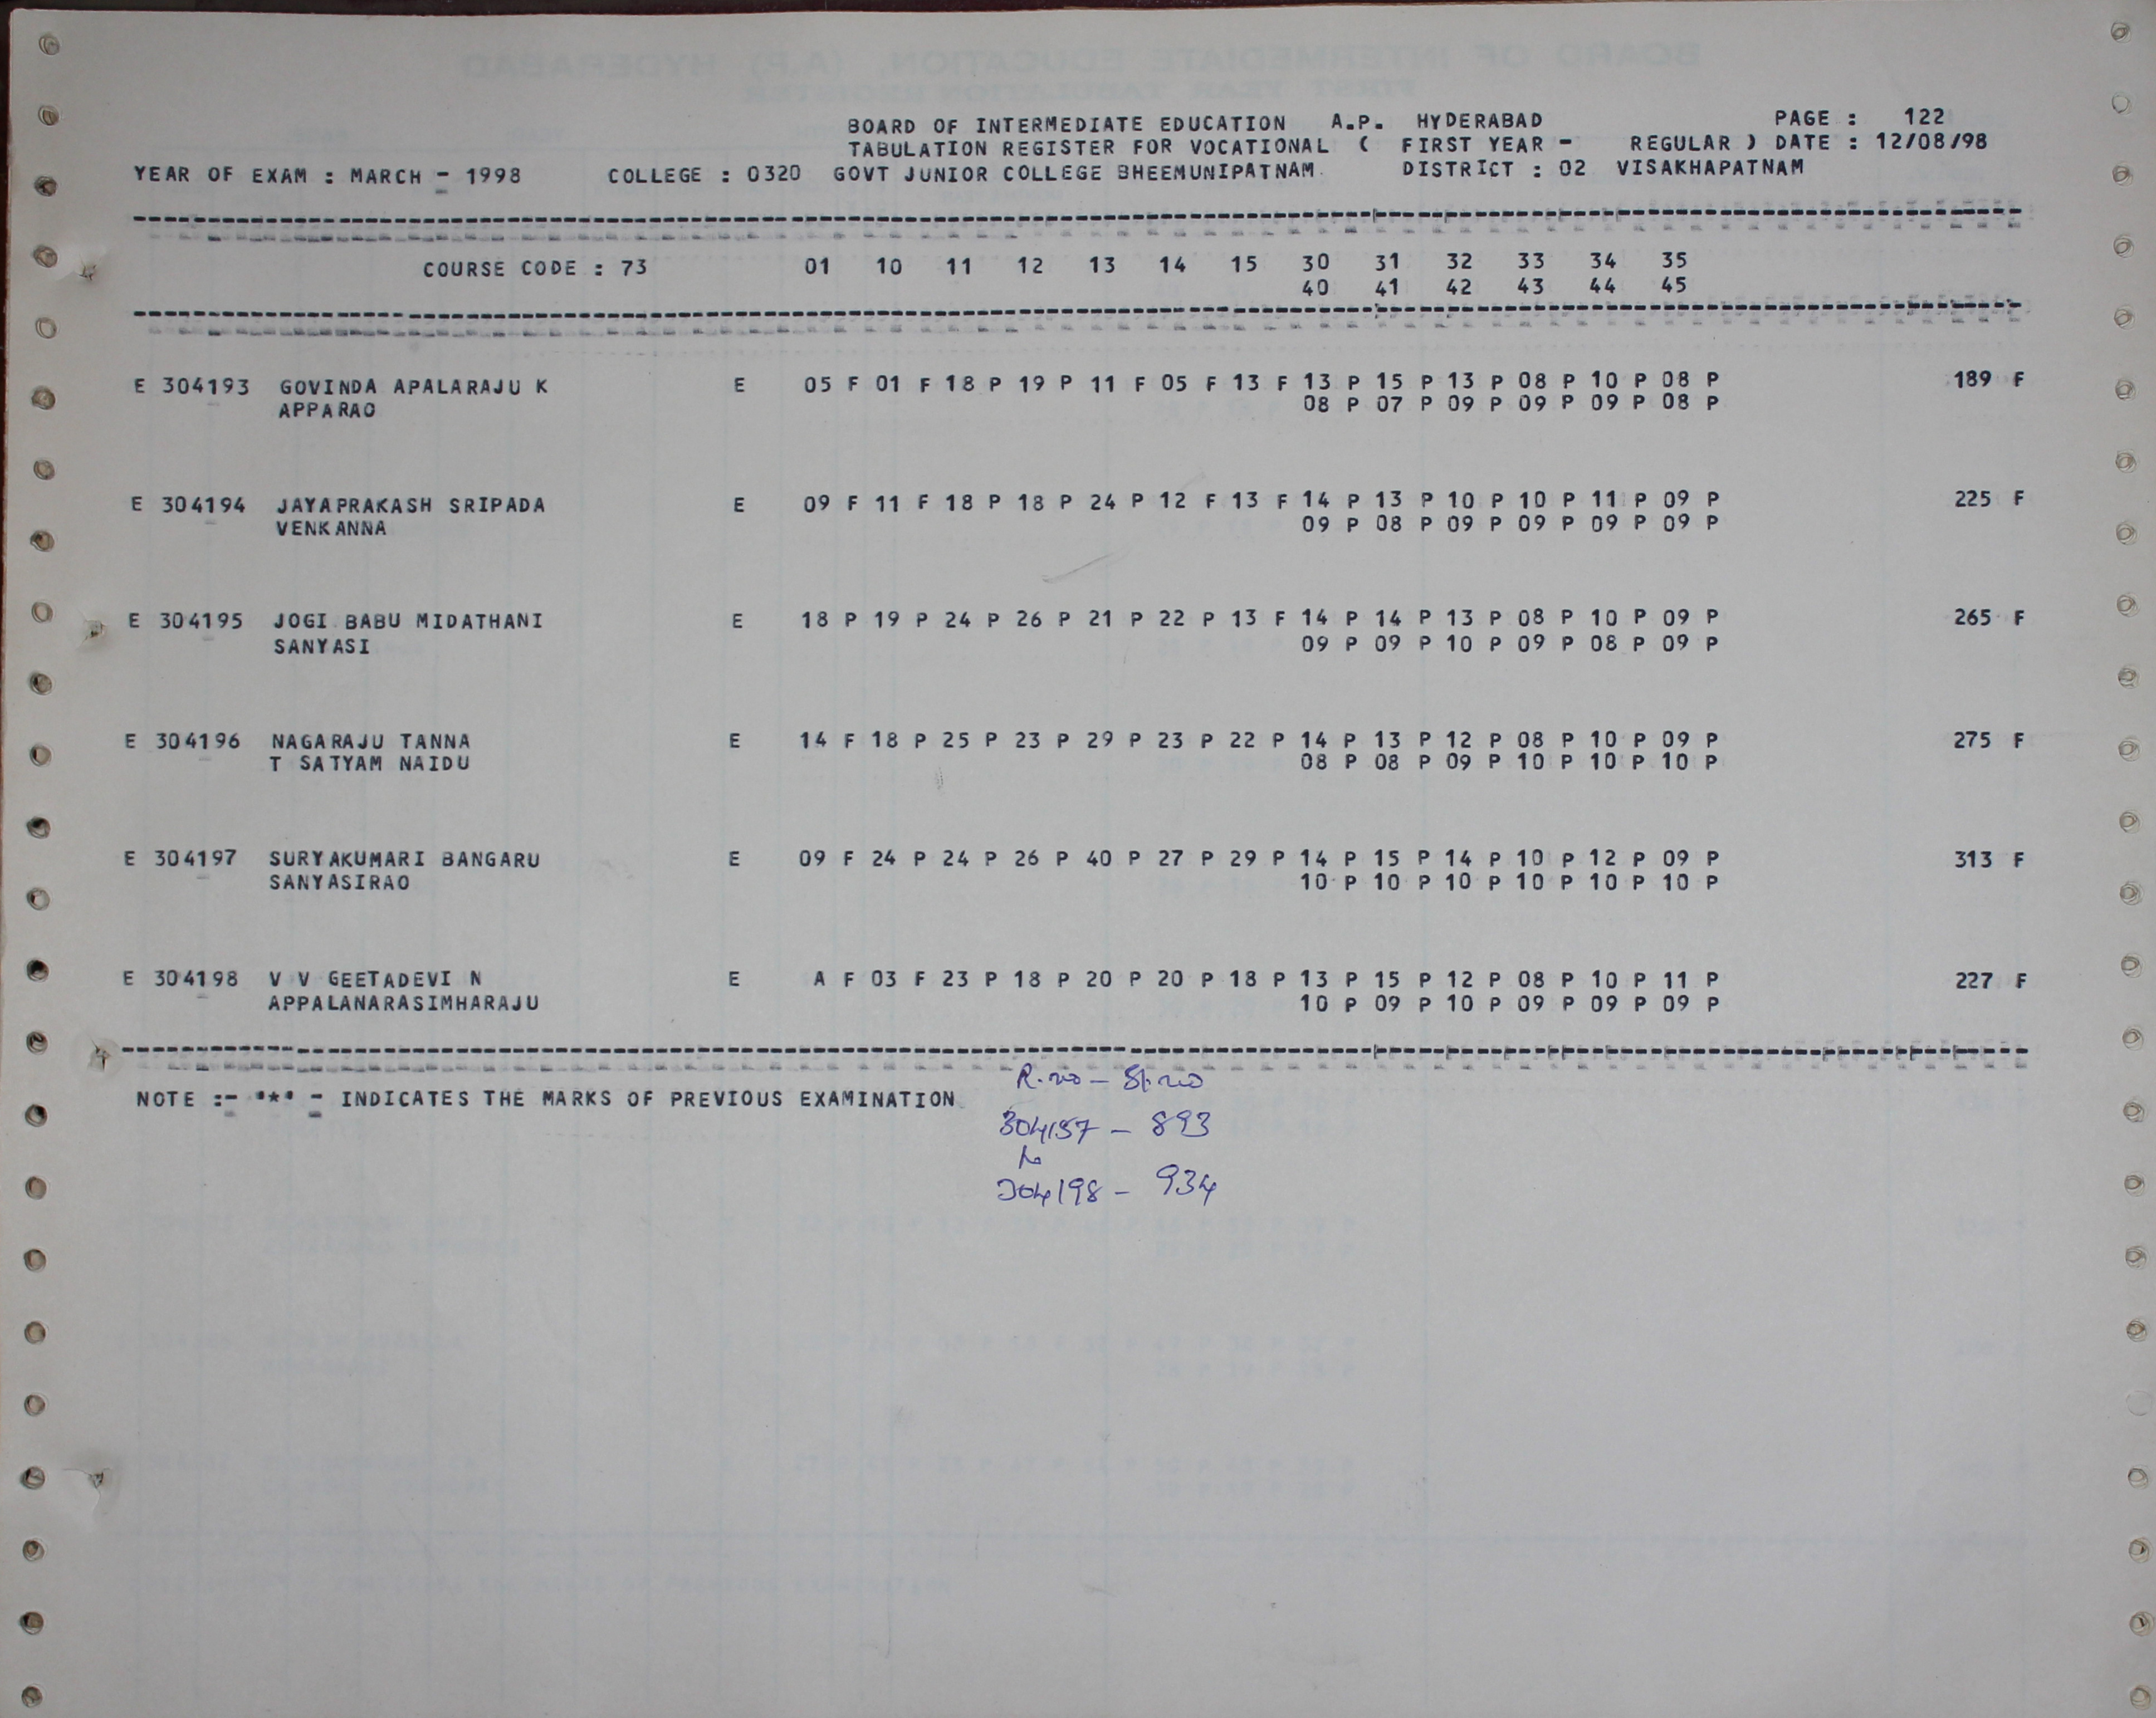 BOARD OF INTERMEDIATE EDUCATION A.P. HYDERABAD PAGE : 122
TABULATION REGISTER FOR VOCATIONAL ( FIRST YEAR - REGULAR ) DATE : 12/08/98
YEAR OF EXAM : MARCH - 1998 COLLEGE : 0320 GOVT JUNIOR COLLEGE BHEEMUNIPATNAM DISTRICT : 02 VISAKHAPATNAM
COURSE CODE : 73 01 10 11 12 13 14 15 30 31 32 33 34 35
40 41 42 43 44 45
E 304193 GOVINDA APALARAJU K E 05 F 01 F 18 P 19 P 11 F 05 F 13 F 13 P 15 P 13 P 08 P 10 P 08 P 189 F
APPARAO 08 P 07 P 09 P 09 P 09 P 08 P
E 304194 JAYAPRAKASH SRIPADA E 09 F 11 F 18 P 18 P 24 P 12 F 13 F 14 P 13 P 10 P 10 P 11 P 09 P 225 F
VENKANNA 09 P 08 P 09 P 09 P 09 P 09 P
E 304195 JOGI BABU MIDATHANI E 18 P 19 P 24 P 26 P 21 P 22 P 13 F 14 P 14 P 13 P 08 P 10 P 09 P 265 F
SANYASI 09 P 09 P 10 P 09 P 08 P 09 P
E 304196 NAGARAJU TANNA E 14 F 18 P 25 P 23 P 29 P 23 P 22 P 14 P 13 P 12 P 08 P 10 P 09 P 275 F
T SATYAM NAIDU 08 P 08 P 09 P 10 P 10 P 10 P
E 304197 SURYAKUMARI BANGARU E 09 F 24 P 24 P 26 P 40 P 27 P 29 P 14 P 15 P 14 P 10 P 12 P 09 P 313 F
SANYASIRAO 10 P 10 P 10 P 10 P 10 P 10 P
E 304198 V V GEETADEVI N E A F 03 F 23 P 18 P 20 P 20 P 18 P 13 P 15 P 12 P 08 P 10 P 11 P 227 F
APPALANARASIMHARAJU 10 P 09 P 10 P 09 P 09 P 09 P
NOTE :- '*' - INDICATES THE MARKS OF PREVIOUS EXAMINATION
R.no - Sl.no
304157 - 893
to
304198 - 934